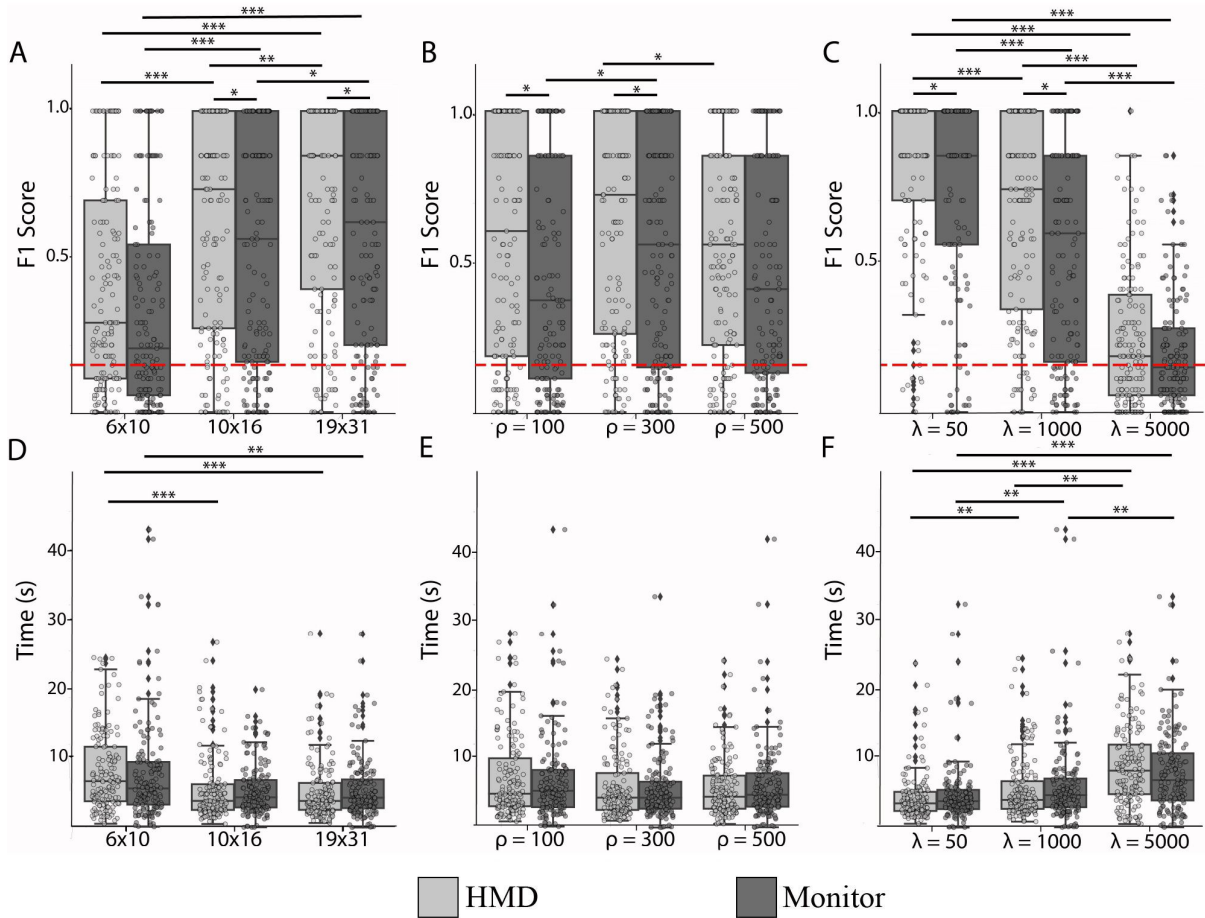 A
***
***
***
**
***
*
*
*
F1 Score
1.0
0.5
6x10
10x16
19x31
B
*
*
*
*
F1 Score
1.0
0.5
ρ = 100
ρ = 300
ρ = 500
C
***
***
***
***
***
***
*
*
F1 Score
1.0
0.5
λ = 50
λ = 1000
λ = 5000
D
**
***
***
Time (s)
40
30
20
10
6x10
10x16
19x31
E
Time (s)
40
30
20
10
ρ = 100
ρ = 300
ρ = 500
F
***
***
**
**
**
**
Time (s)
40
30
20
10
λ = 50
λ = 1000
λ = 5000
HMD
Monitor